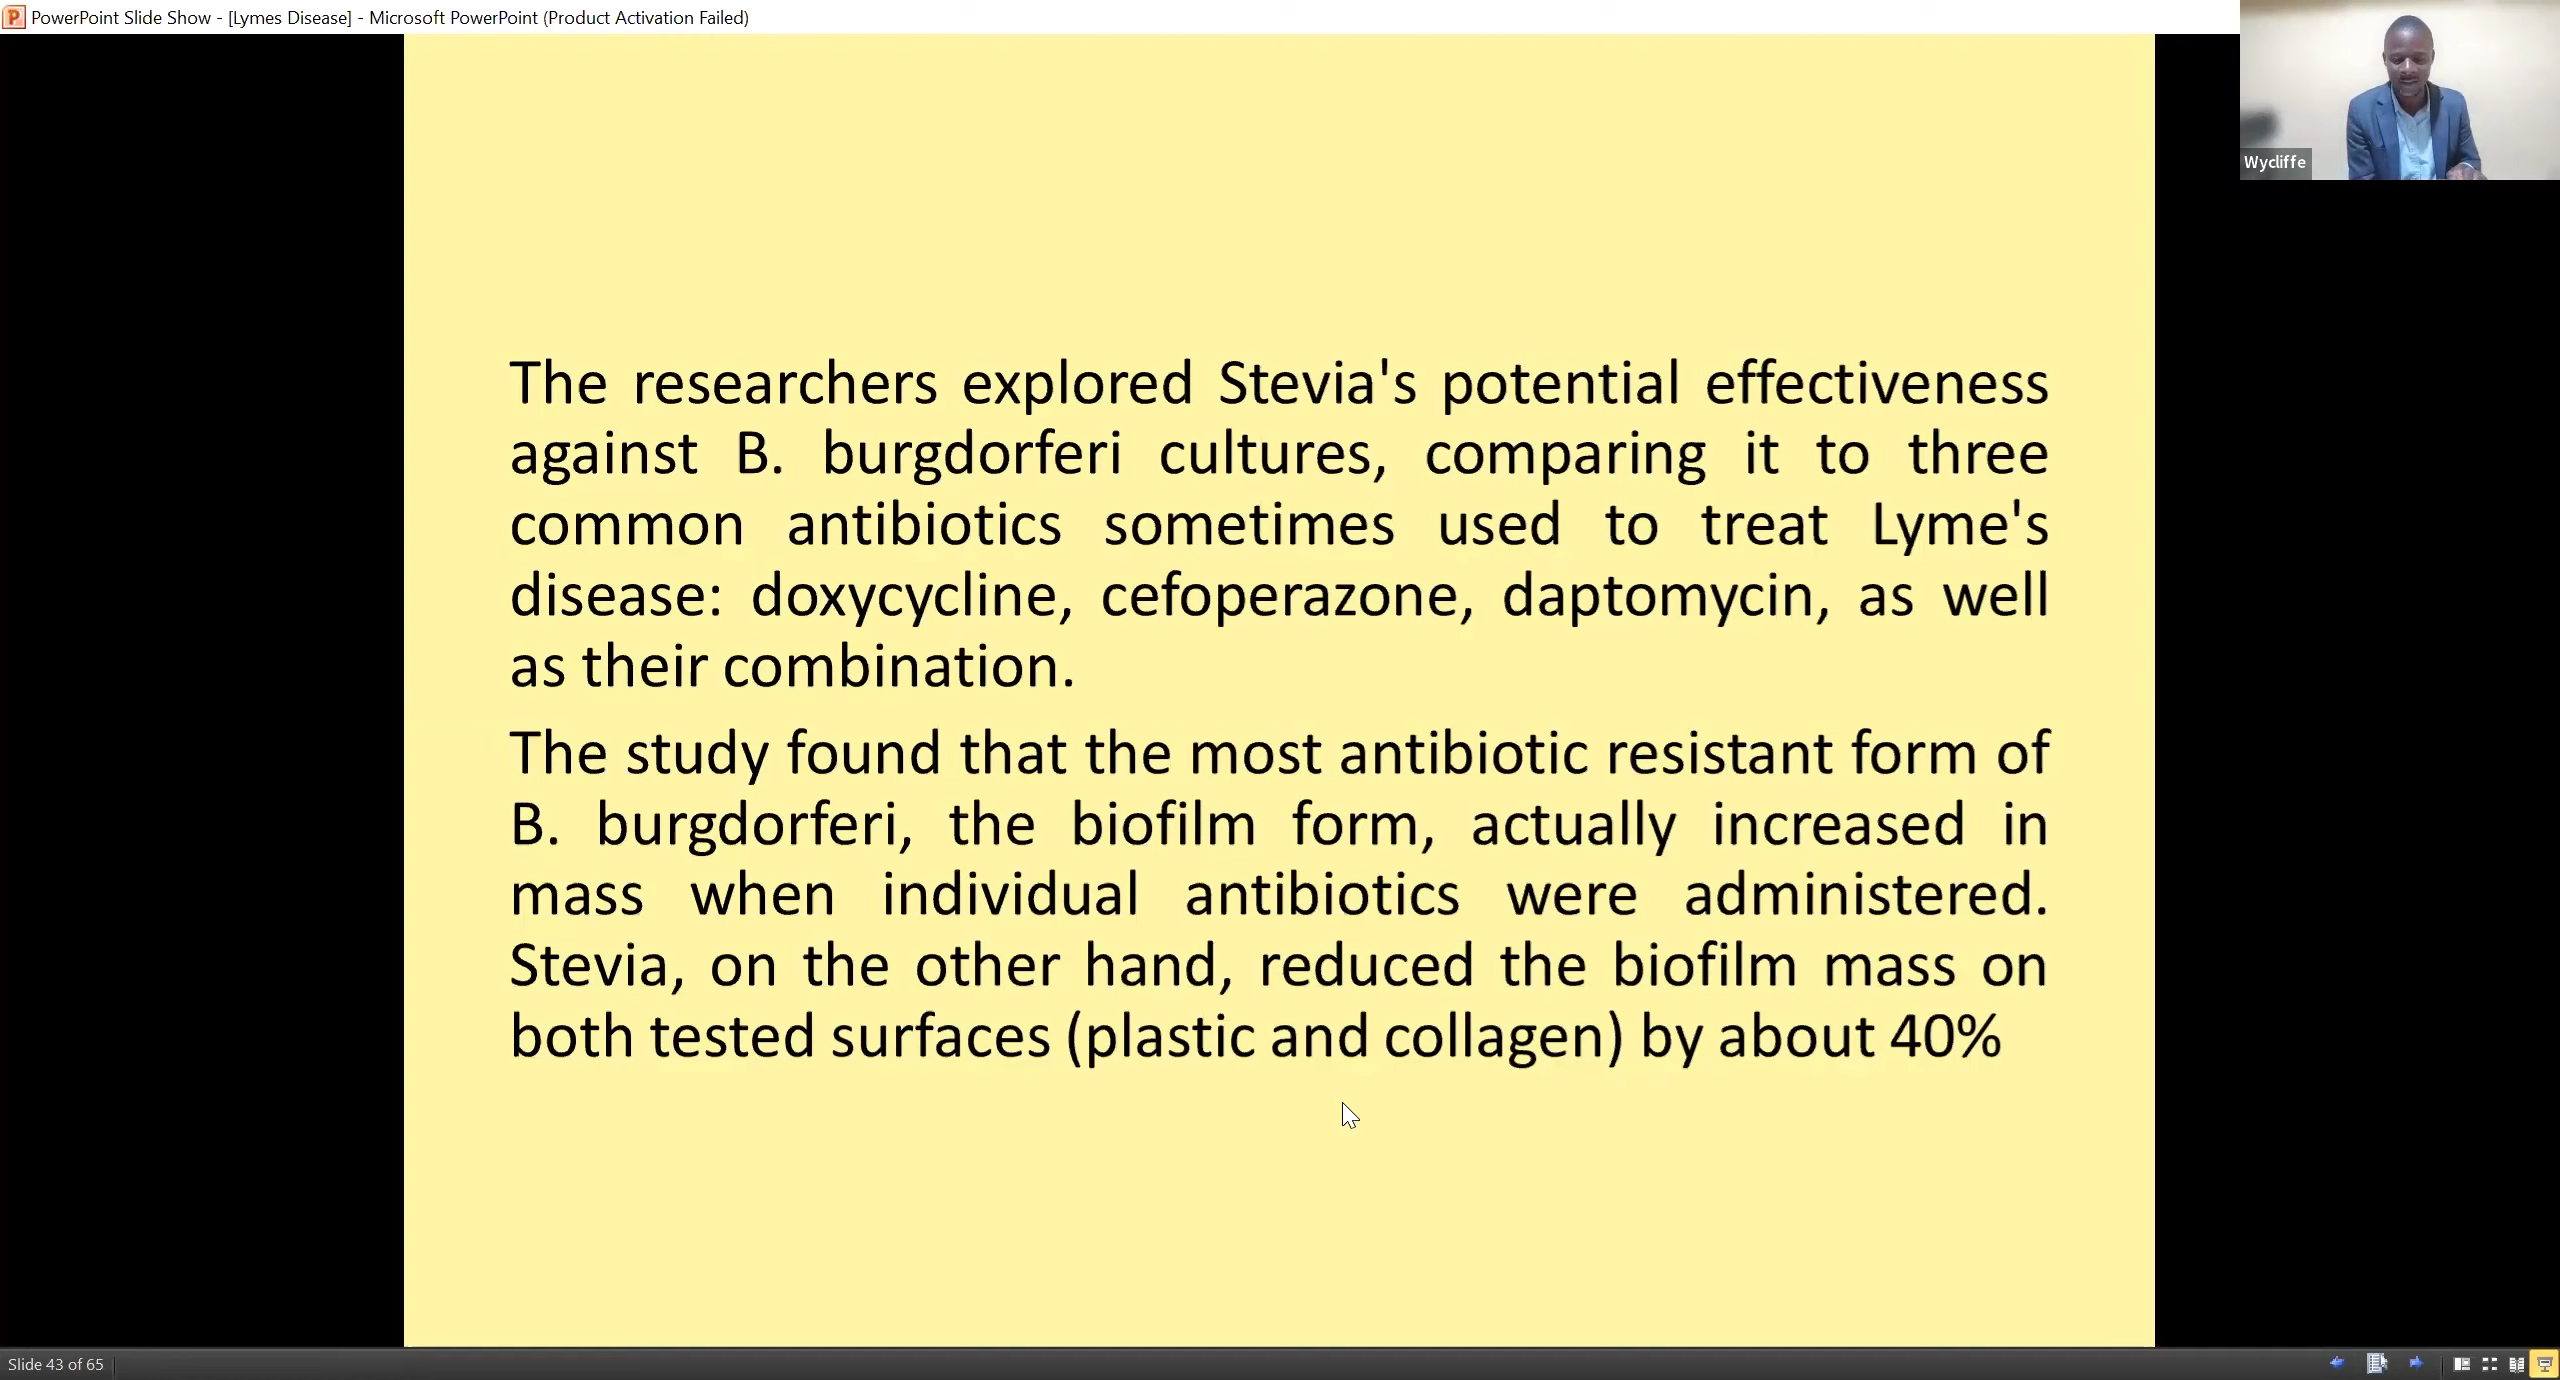 PowerPoint Slide Show - [Lymes Disease] - Microsoft PowerPoint (Product Activation Failed)
Wycliffe
The researchers explored Stevia's potential effectiveness
against B. burgdorferi cultures, comparing it to three
common antibiotics sometimes used to treat Lyme's
disease: doxycycline, cefoperazone, daptomycin, as well
as their combination.
The study found that the most antibiotic resistant form of
B. burgdorferi, the biofilm form, actually increased in
mass when individual antibiotics were administered.
Stevia, on the other hand, reduced the biofilm mass on
both tested surfaces (plastic and collagen) by about 40%
Slide 43 of 65